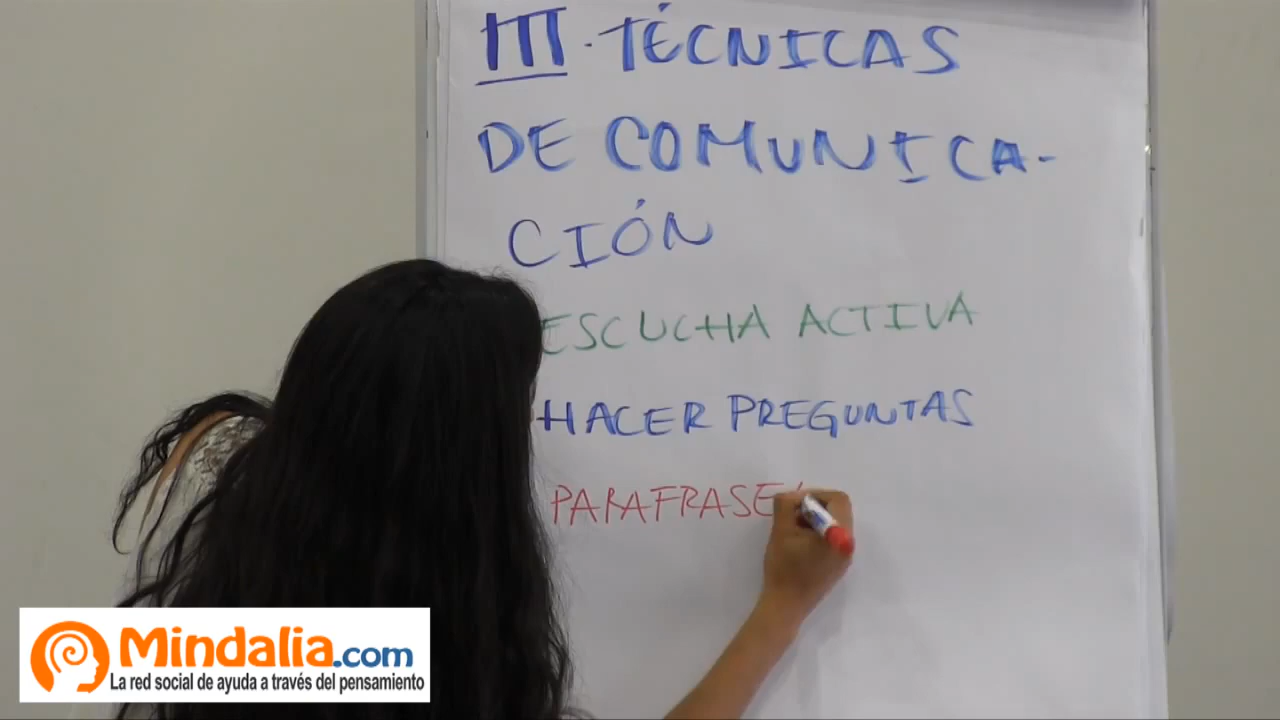 III. TÉCNICAS
DE COMUNICA-
CIÓN
ESCUCHA ACTIVA
HACER PREGUNTAS
PARAFRASE
Mindalia.com
La red social de ayuda a través del pensamiento